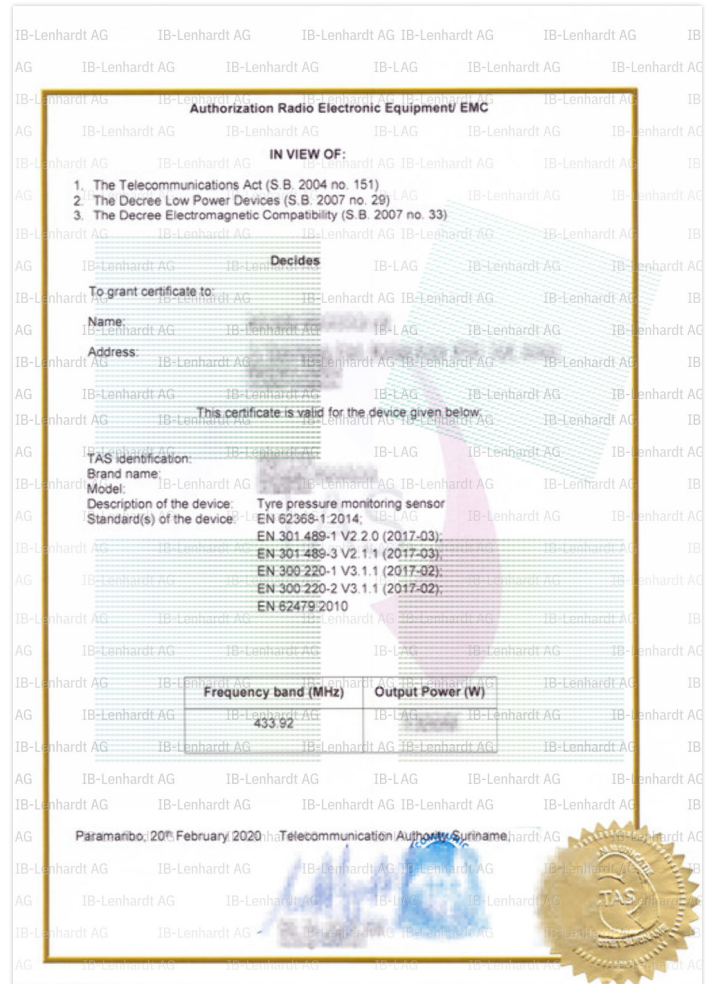 Authorization Radio Electronic Equipment/ EMC
IN VIEW OF:
1. The Telecommunications Act (S.B. 2004 no. 151)
2. The Decree Low Power Devices (S.B. 2007 no. 29)
3. The Decree Electromagnetic Compatibility (S.B. 2007 no. 33)
Decides
To grant certificate to:
Name:
Address:
This certificate is valid for the device given below:
TAS identification:
Brand name:
Model:
Description of the device: Tyre pressure monitoring sensor
Standard(s) of the device: EN 62368-1:2014;
EN 301 489-1 V2.2.0 (2017-03);
EN 301 489-3 V2.1.1 (2017-03);
EN 300 220-1 V3.1.1 (2017-02);
EN 300 220-2 V3.1.1 (2017-02);
EN 62479:2010
Frequency band (MHz) Output Power (W)
433.92
Paramaribo, 20th February 2020 Telecommunication Authority Suriname,
TAS
IB-Lenhardt AG